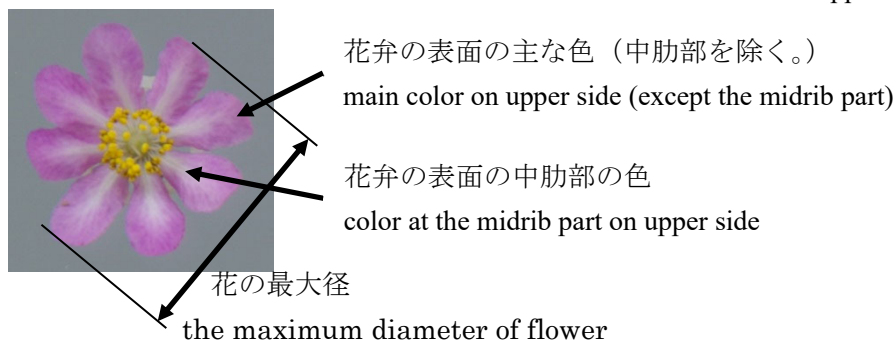 花弁の表面の主な色（中肋部を除く。）
main color on upper side (except the midrib part)
花弁の表面の中肋部の色
color at the midrib part on upper side
花の最大径
the maximum diameter of flower